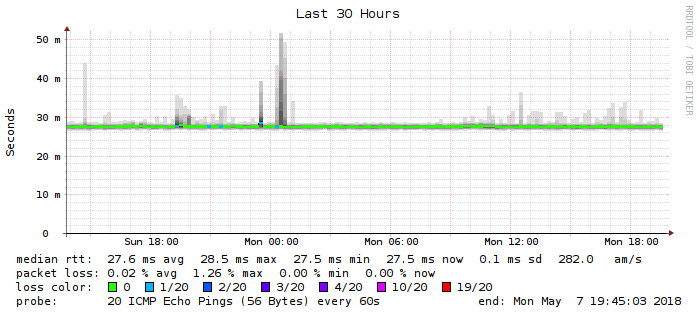 Last 30 Hours
RRDTOOL / TOBI OETIKER
Seconds
50 m
40 m
30 m
20 m
10 m
0
Sun 18:00 Mon 00:00 Mon 06:00 Mon 12:00 Mon 18:00
median rtt: 27.6 ms avg 28.5 ms max 27.5 ms min 27.5 ms now 0.1 ms sd 282.0 am/s
packet loss: 0.02 % avg 1.26 % max 0.00 % min 0.00 % now
loss color: 0 1/20 2/20 3/20 4/20 10/20 19/20
probe: 20 ICMP Echo Pings (56 Bytes) every 60s end: Mon May 7 19:45:03 2018